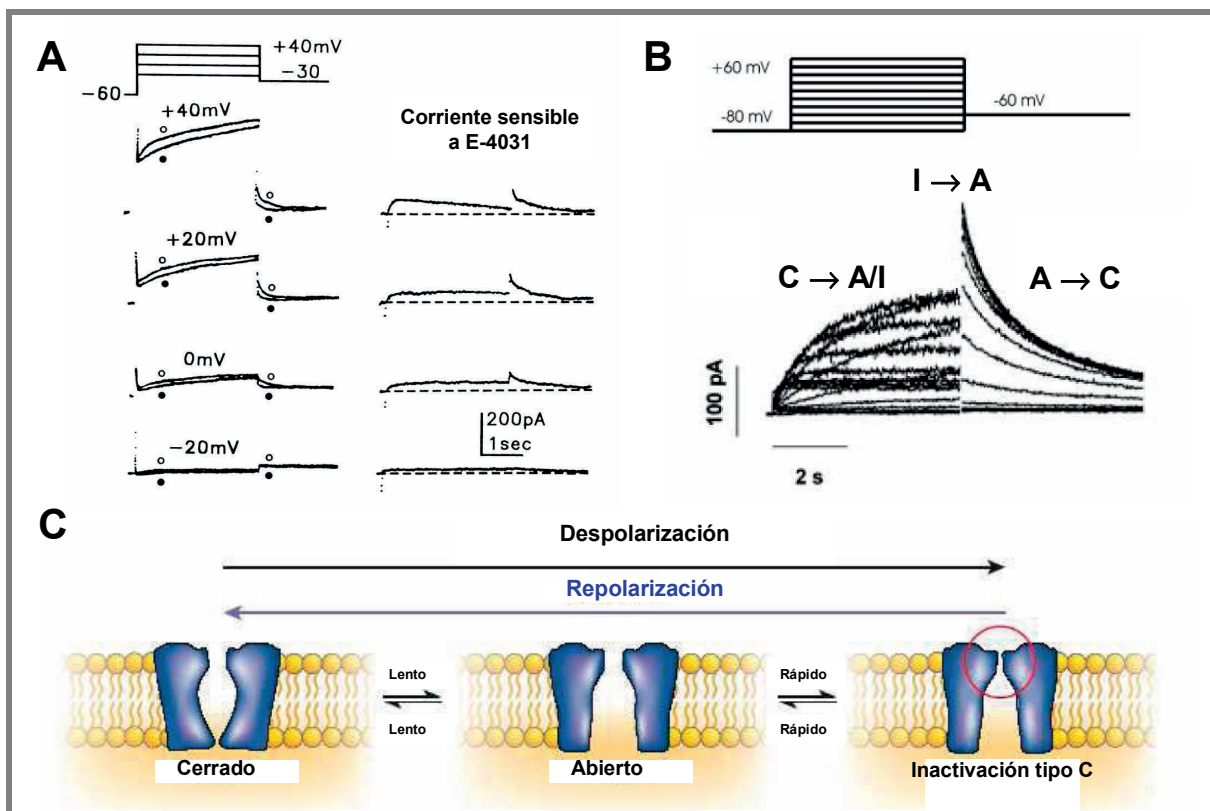 A
+40mV
-30
-60
+40mV
Corriente sensible
a E-4031
+20mV
0mV
200pA
1sec
-20mV
B
+60 mV
-60 mV
-80 mV
I → A
C → A/I
A → C
100 pA
2 s
C
Despolarización
Repolarización
Lento
Lento
Rápido
Rápido
Cerrado
Abierto
Inactivación tipo C